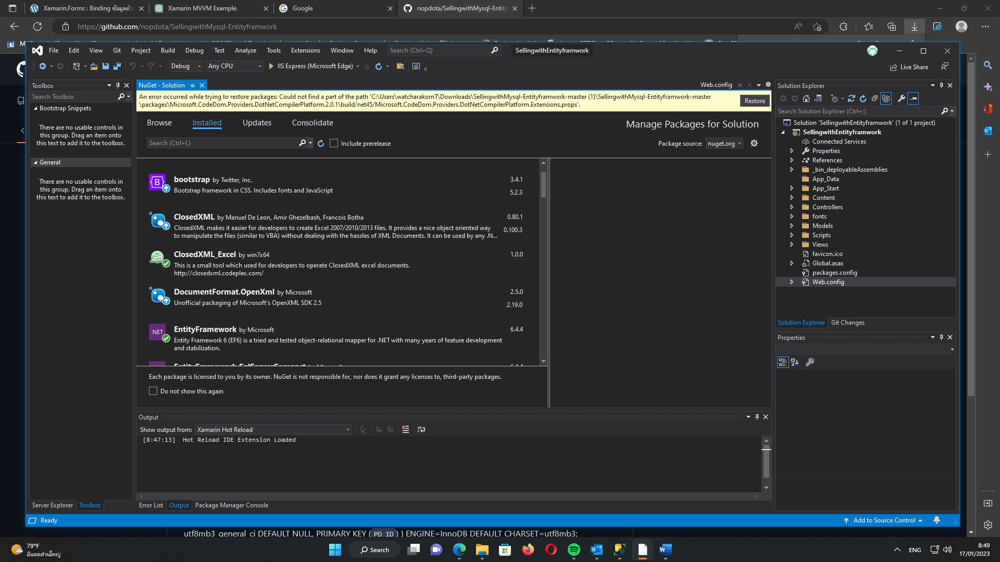 Xamarin.Forms : Binding ข้อมูลด้วย
Xamarin MVVM Example.
Google
nopdota/SellingwithMysql-Entity
https://github.com/nopdota/SellingwithMysql-Entityframwork
File Edit View Git Project Build Debug Test Analyze Tools Extensions Window Help Search (Ctrl+Q) SellingwithEntityframwork
Debug Any CPU IIS Express (Microsoft Edge) Live Share
Toolbox
Search Toolbox
Bootstrap Snippets
There are no usable controls in
this group. Drag an item onto
this text to add it to the toolbox.
General
There are no usable controls in
this group. Drag an item onto
this text to add it to the toolbox.
Server Explorer Toolbox
NuGet - Solution Web.config
An error occurred while trying to restore packages: Could not find a part of the path 'C:\Users\watcharakornT\Downloads\SellingwithMysql-Entityframwork-master (1)\SellingwithMysql-Entityframwork-master
\packages\Microsoft.CodeDom.Providers.DotNetCompilerPlatform.2.0.1\build/net45/Microsoft.CodeDom.Providers.DotNetCompilerPlatform.Extensions.props'.
Restore
Browse Installed Updates Consolidate
Manage Packages for Solution
Search (Ctrl+L) Include prerelease Package source: nuget.org
bootstrap by Twitter, Inc. 3.4.1
Bootstrap framework in CSS. Includes fonts and JavaScript 5.2.3
ClosedXML by Manuel De Leon, Amir Ghezelbash, Francois Botha 0.80.1
ClosedXML makes it easier for developers to create Excel 2007/2010/2013 files. It provides a nice object oriented way 0.100.3
to manipulate the files (similar to VBA) without dealing with the hassles of XML Documents. It can be used by any .N...
ClosedXML_Excel by win7x64 1.0.0
This is a small tool which used for developers to operate ClosedXML excel documents.
http://closedxml.codeplex.com/
DocumentFormat.OpenXml by Microsoft 2.5.0
Unofficial packaging of Microsoft's OpenXML SDK 2.5 2.19.0
.NET
EntityFramework by Microsoft 6.4.4
Entity Framework 6 (EF6) is a tried and tested object-relational mapper for .NET with many years of feature development
and stabilization.
EntityFramework.SqlServerCompact by Microsoft 6.4.4
Each package is licensed to you by its owner. NuGet is not responsible for, nor does it grant any licenses to, third-party packages.
Do not show this again
Output
Show output from: Xamarin Hot Reload
[8:47:13] Hot Reload IDE Extension Loaded
Error List Output Package Manager Console
Solution Explorer
Search Solution Explorer (Ctrl+;)
Solution 'SellingwithEntityframwork' (1 of 1 project)
SellingwithEntityframwork
Connected Services
Properties
References
_bin_deployableAssemblies
App_Data
App_Start
Content
Controllers
fonts
Models
Scripts
Views
favicon.ico
Global.asax
packages.config
Web.config
Solution Explorer Git Changes
Properties
Ready Add to Source Control
utf8mb3_general_ci DEFAULT NULL, PRIMARY KEY (PD_ID) ) ENGINE=InnoDB DEFAULT CHARSET=utf8mb3;
79°F
มีแดดส่วนใหญ่
Search
ENG
8:49
17/01/2023